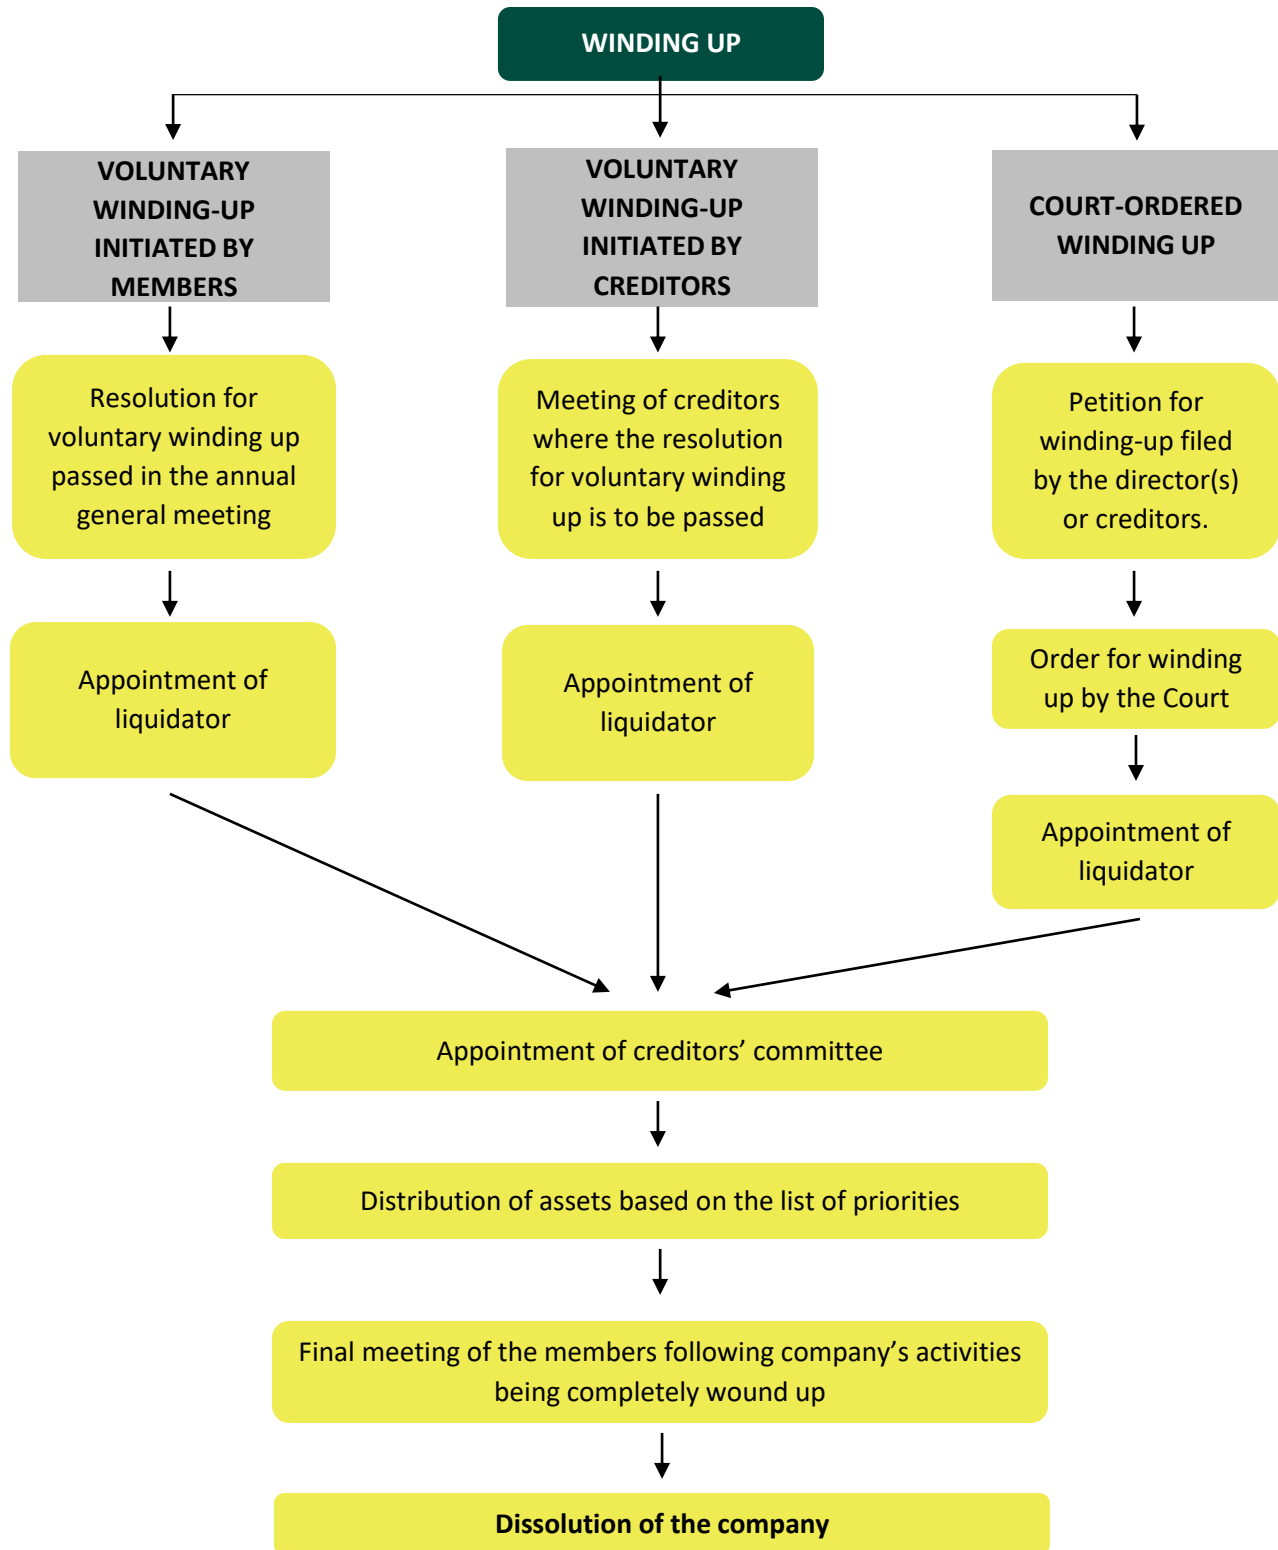 WINDING UP
VOLUNTARY
WINDING-UP
INITIATED BY
MEMBERS
VOLUNTARY
WINDING-UP
INITIATED BY
CREDITORS
COURT-ORDERED
WINDING UP
Resolution for
voluntary winding up
passed in the annual
general meeting
Meeting of creditors
where the resolution
for voluntary winding
up is to be passed
Petition for
winding-up filed
by the director(s)
or creditors.
Appointment of
liquidator
Appointment of
liquidator
Order for winding
up by the Court
Appointment of
liquidator
Appointment of creditors’ committee
Distribution of assets based on the list of priorities
Final meeting of the members following company’s activities
being completely wound up
Dissolution of the company